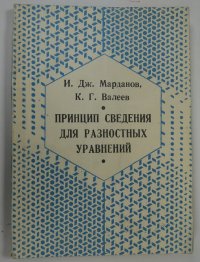 И. Дж. Марданов,
К. Г. Валеев
•
ПРИНЦИП СВЕДЕНИЯ
ДЛЯ РАЗНОСТНЫХ
УРАВНЕНИЙ
•